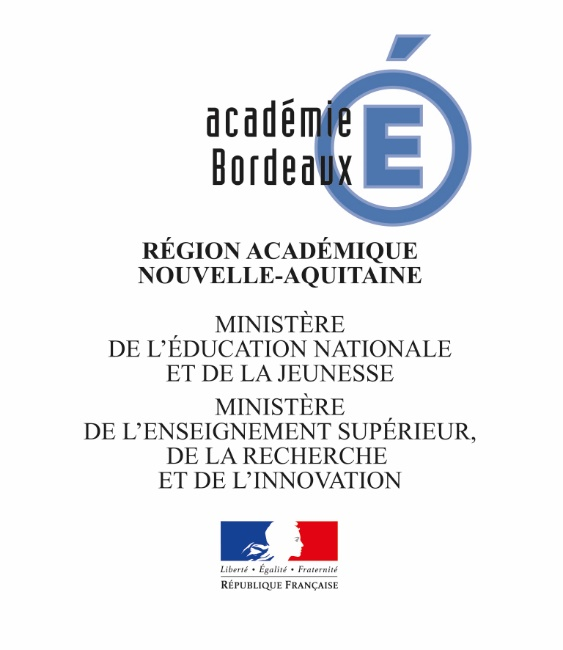 académie
Bordeaux
É
RÉGION ACADÉMIQUE
NOUVELLE-AQUITAINE
MINISTÈRE
DE L’ÉDUCATION NATIONALE
ET DE LA JEUNESSE
MINISTÈRE
DE L’ENSEIGNEMENT SUPÉRIEUR,
DE LA RECHERCHE
ET DE L’INNOVATION
Liberté • Égalité • Fraternité
RÉPUBLIQUE FRANÇAISE